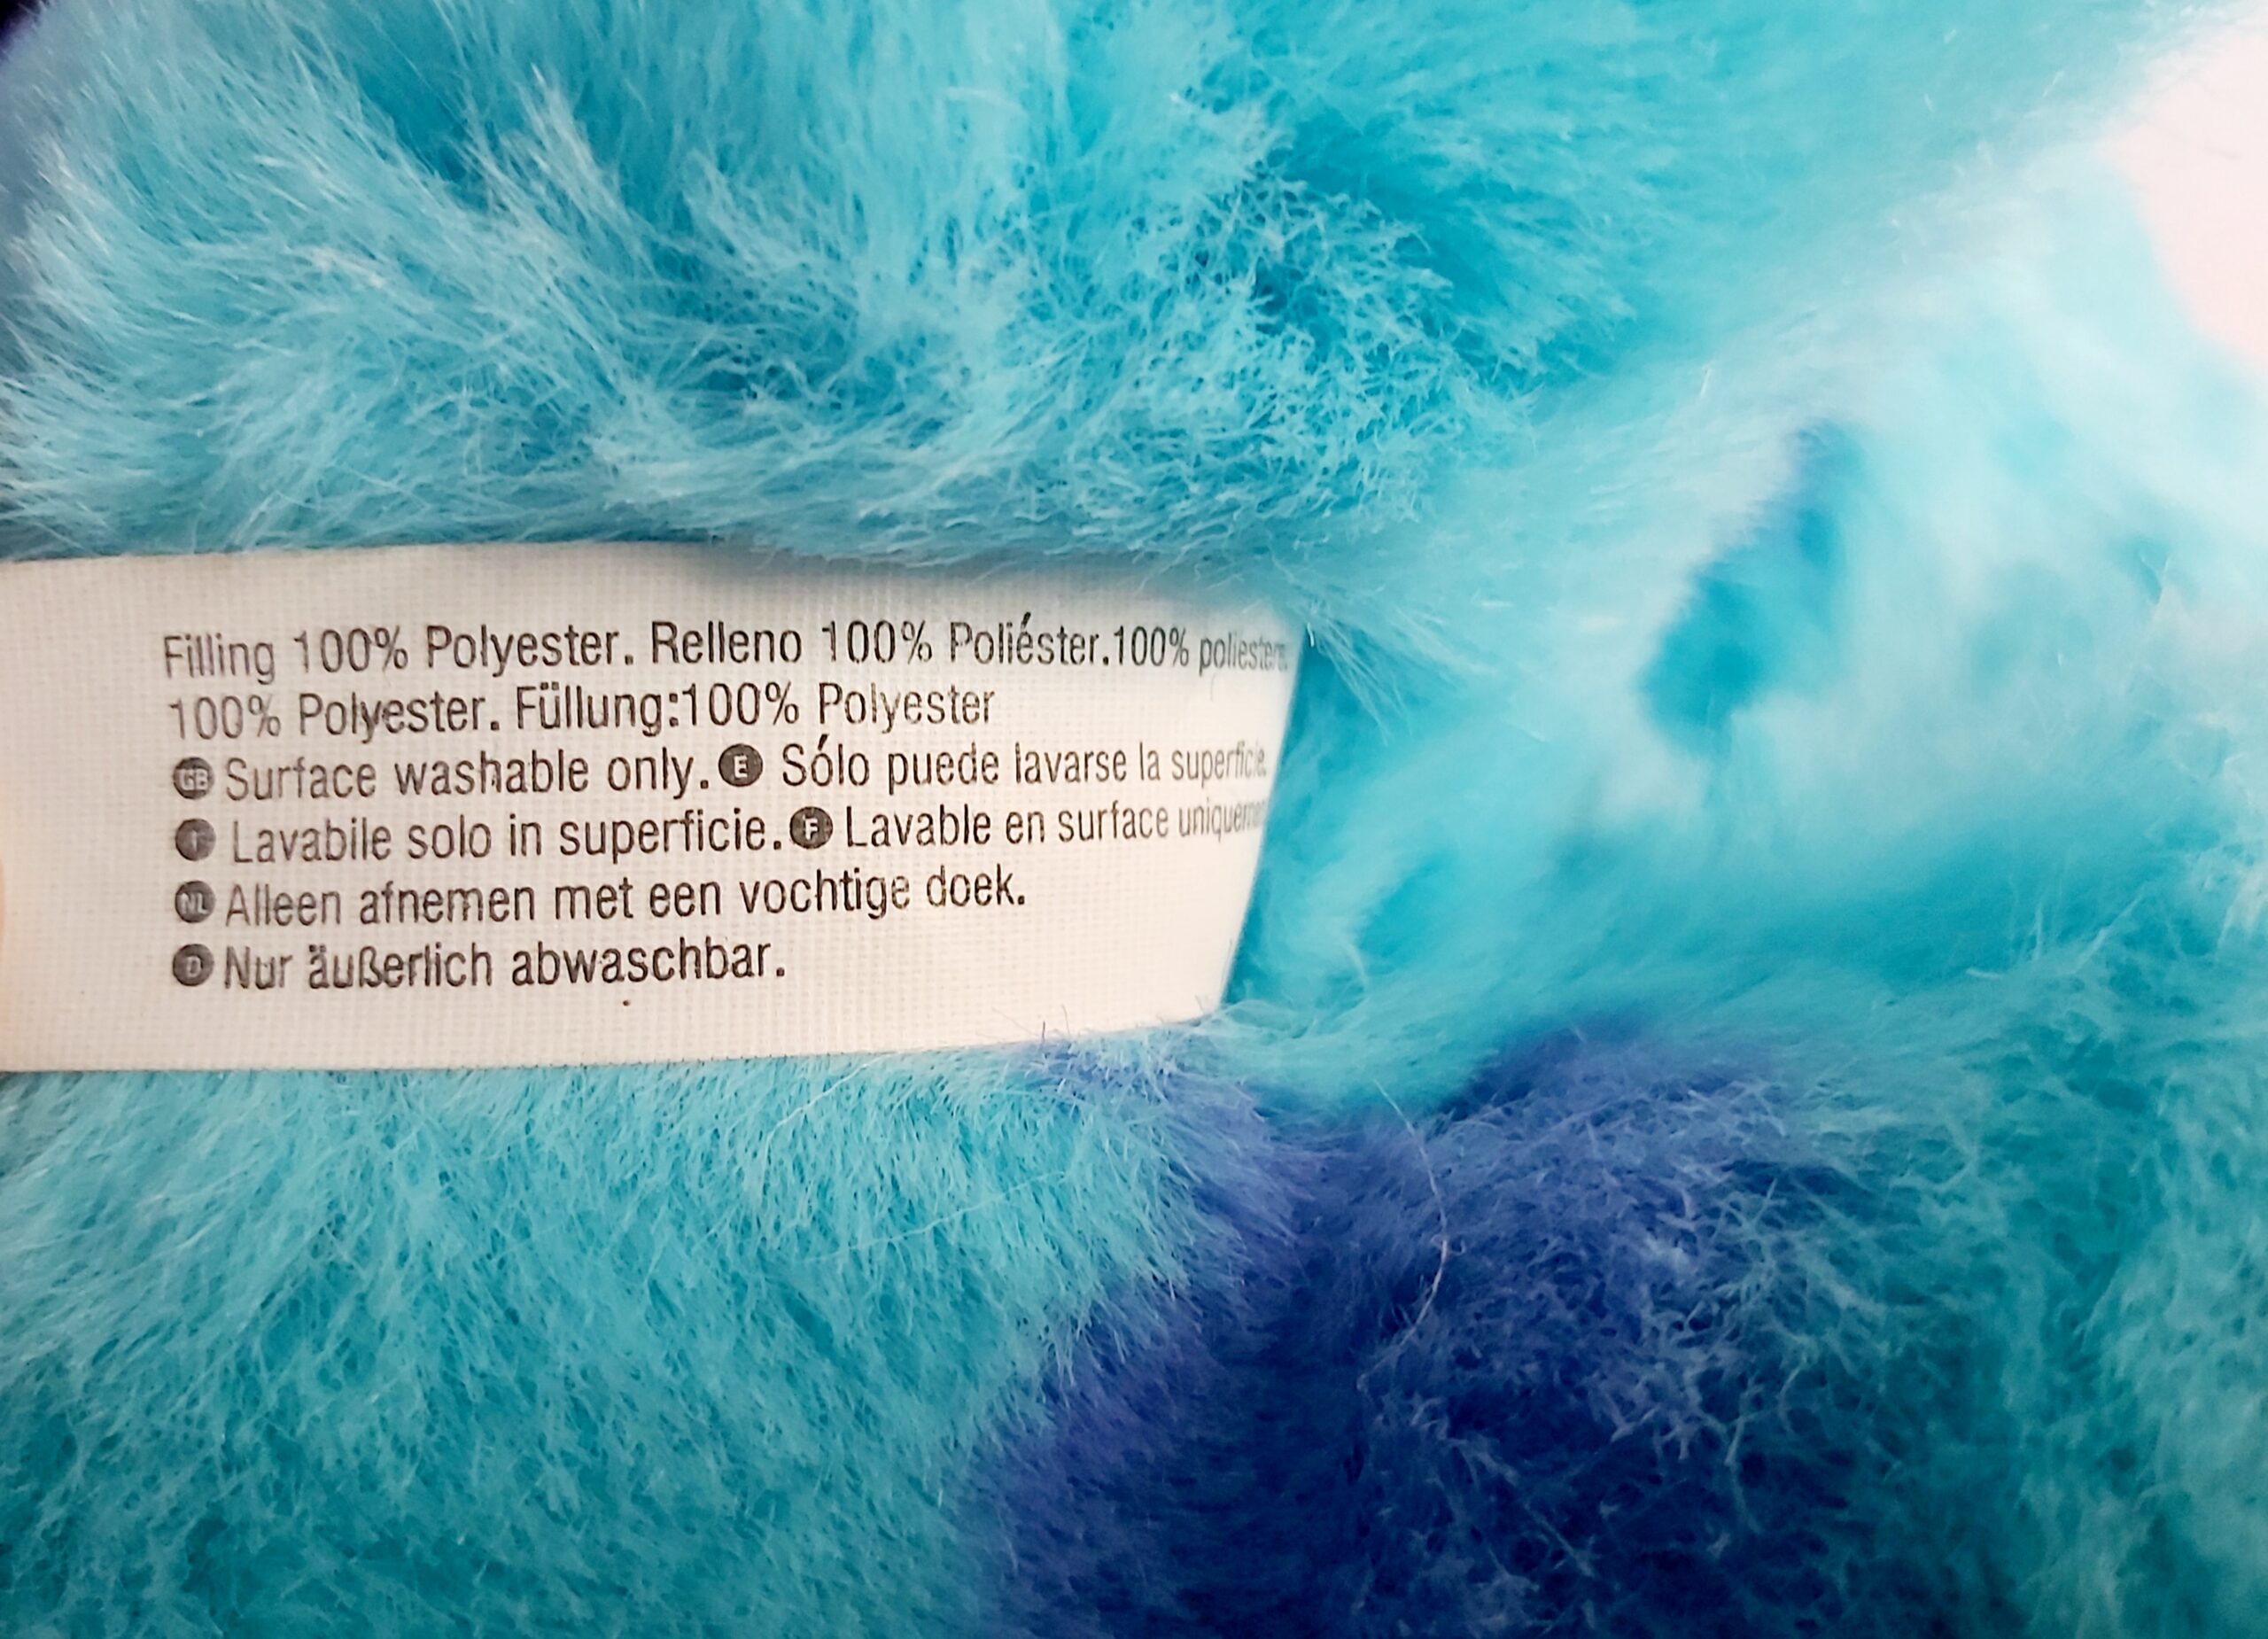 Filling 100% Polyester. Relleno 100% Poliéster.100% poliestere.
100% Polyester. Füllung:100% Polyester
GB Surface washable only. E Sólo puede lavarse la superficie.
I Lavabile solo in superficie. F Lavable en surface
NL Alleen afnemen met een vochtige doek.
D Nur äußerlich abwaschbar.